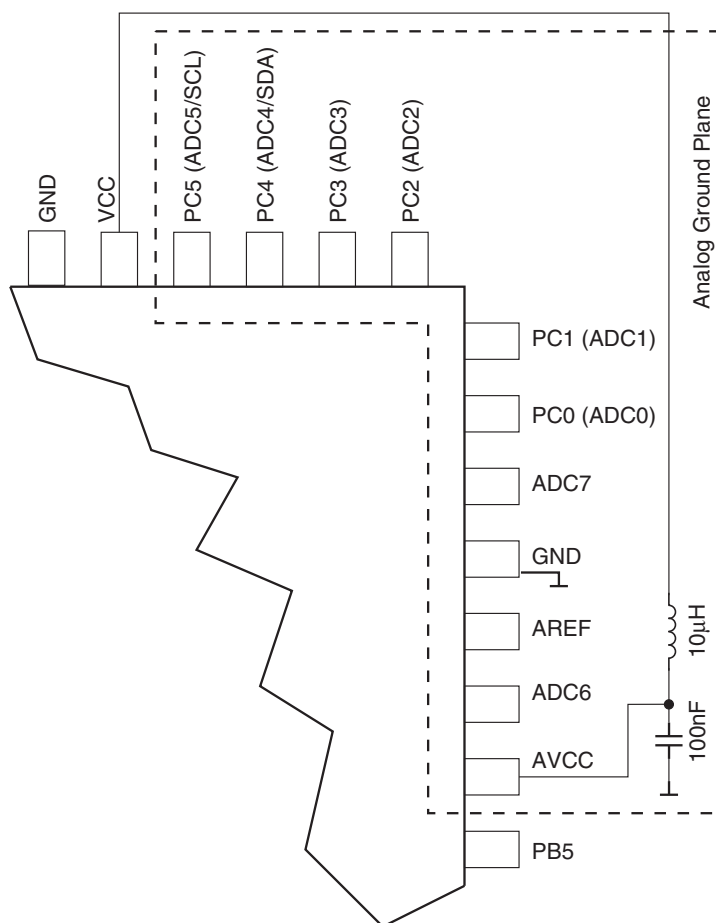 GND
VCC
PC5 (ADC5/SCL)
PC4 (ADC4/SDA)
PC3 (ADC3)
PC2 (ADC2)
Analog Ground Plane
PC1 (ADC1)
PC0 (ADC0)
ADC7
GND
AREF
ADC6
AVCC
PB5
10µH
100nF